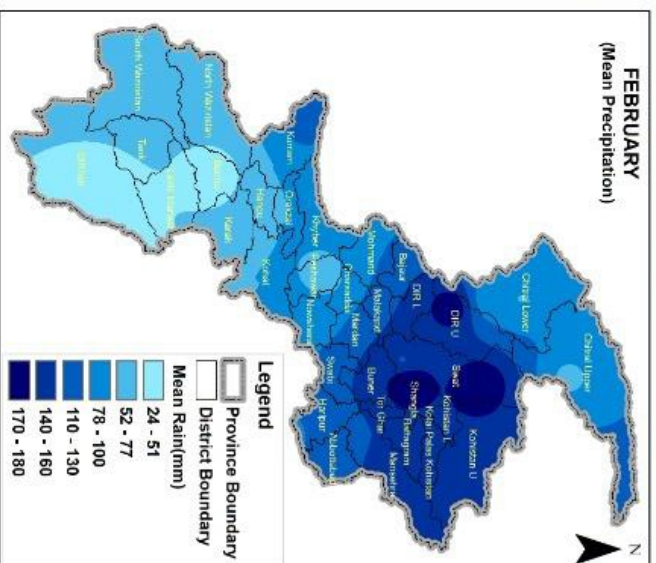 FEBRUARY
(Mean Precipitation)
N
Chitral Upper
Chitral Lower
DIR U
Swat
Kohistan U
Kohistan L
Kolai Palas Kohistan
DIR L
Shangla
Batagram
Bajaur
Malakand
Tor Ghar
Mansehra
Mohmand
Buner
Charsadda
Mardan
Swabi
Abbottabad
Haripur
Khyber
Peshawar
Nowshera
Kurram
Orakzai
Kohat
Hangu
Karak
North Waziristan
Bannu
Lakki Marwat
South Waziristan
Tank
Legend
Province Boundary
District Boundary
Mean Rain(mm)
24 - 51
52 - 77
78 - 100
110 - 130
140 - 160
170 - 180